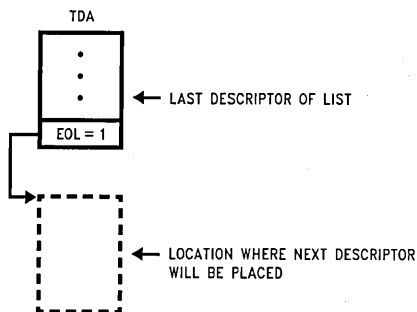 TDA
LAST DESCRIPTOR OF LIST
EOL = 1
LOCATION WHERE NEXT DESCRIPTOR
WILL BE PLACED